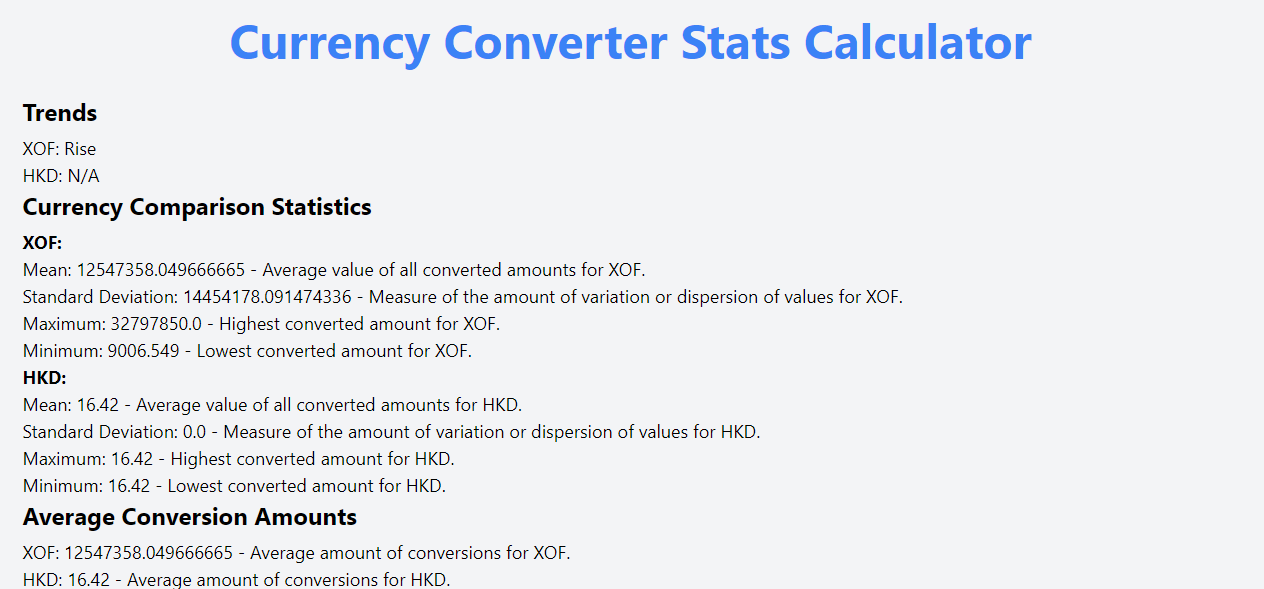 Currency Converter Stats Calculator
Trends
XOF: Rise
HKD: N/A
Currency Comparison Statistics
XOF:
Mean: 12547358.049666665 - Average value of all converted amounts for XOF.
Standard Deviation: 14454178.091474336 - Measure of the amount of variation or dispersion of values for XOF.
Maximum: 32797850.0 - Highest converted amount for XOF.
Minimum: 9006.549 - Lowest converted amount for XOF.
HKD:
Mean: 16.42 - Average value of all converted amounts for HKD.
Standard Deviation: 0.0 - Measure of the amount of variation or dispersion of values for HKD.
Maximum: 16.42 - Highest converted amount for HKD.
Minimum: 16.42 - Lowest converted amount for HKD.
Average Conversion Amounts
XOF: 12547358.049666665 - Average amount of conversions for XOF.
HKD: 16.42 - Average amount of conversions for HKD.